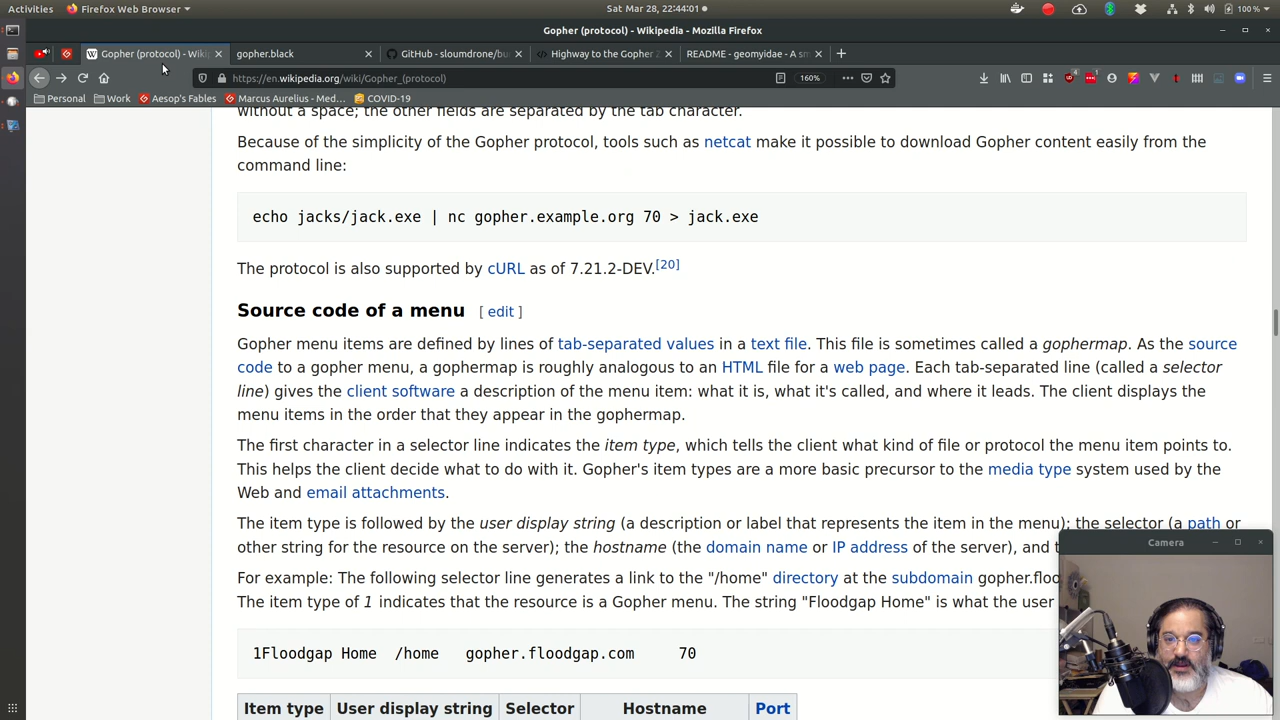 Activities Firefox Web Browser Sat Mar 28, 22:44:01 100%
Gopher (protocol) - Wikipedia - Mozilla Firefox
Gopher (protocol) - Wiki gopher.black GitHub - sloumdrone/bu Highway to the Gopher Z README - geomyidae - A sm
https://en.wikipedia.org/wiki/Gopher_(protocol) 160%
Personal Work Aesop's Fables Marcus Aurelius - Med... COVID-19
without a space; the other fields are separated by the tab character.
Because of the simplicity of the Gopher protocol, tools such as netcat make it possible to download Gopher content easily from the
command line:
echo jacks/jack.exe | nc gopher.example.org 70 > jack.exe
The protocol is also supported by cURL as of 7.21.2-DEV.[20]
Source code of a menu [ edit ]
Gopher menu items are defined by lines of tab-separated values in a text file. This file is sometimes called a gophermap. As the source
code to a gopher menu, a gophermap is roughly analogous to an HTML file for a web page. Each tab-separated line (called a selector
line) gives the client software a description of the menu item: what it is, what it's called, and where it leads. The client displays the
menu items in the order that they appear in the gophermap.
The first character in a selector line indicates the item type, which tells the client what kind of file or protocol the menu item points to.
This helps the client decide what to do with it. Gopher's item types are a more basic precursor to the media type system used by the
Web and email attachments.
The item type is followed by the user display string (a description or label that represents the item in the menu); the selector (a path or
other string for the resource on the server); the hostname (the domain name or IP address of the server), and t
Camera
For example: The following selector line generates a link to the "/home" directory at the subdomain gopher.floo
The item type of 1 indicates that the resource is a Gopher menu. The string "Floodgap Home" is what the user
1Floodgap Home /home gopher.floodgap.com 70
Item type User display string Selector Hostname Port